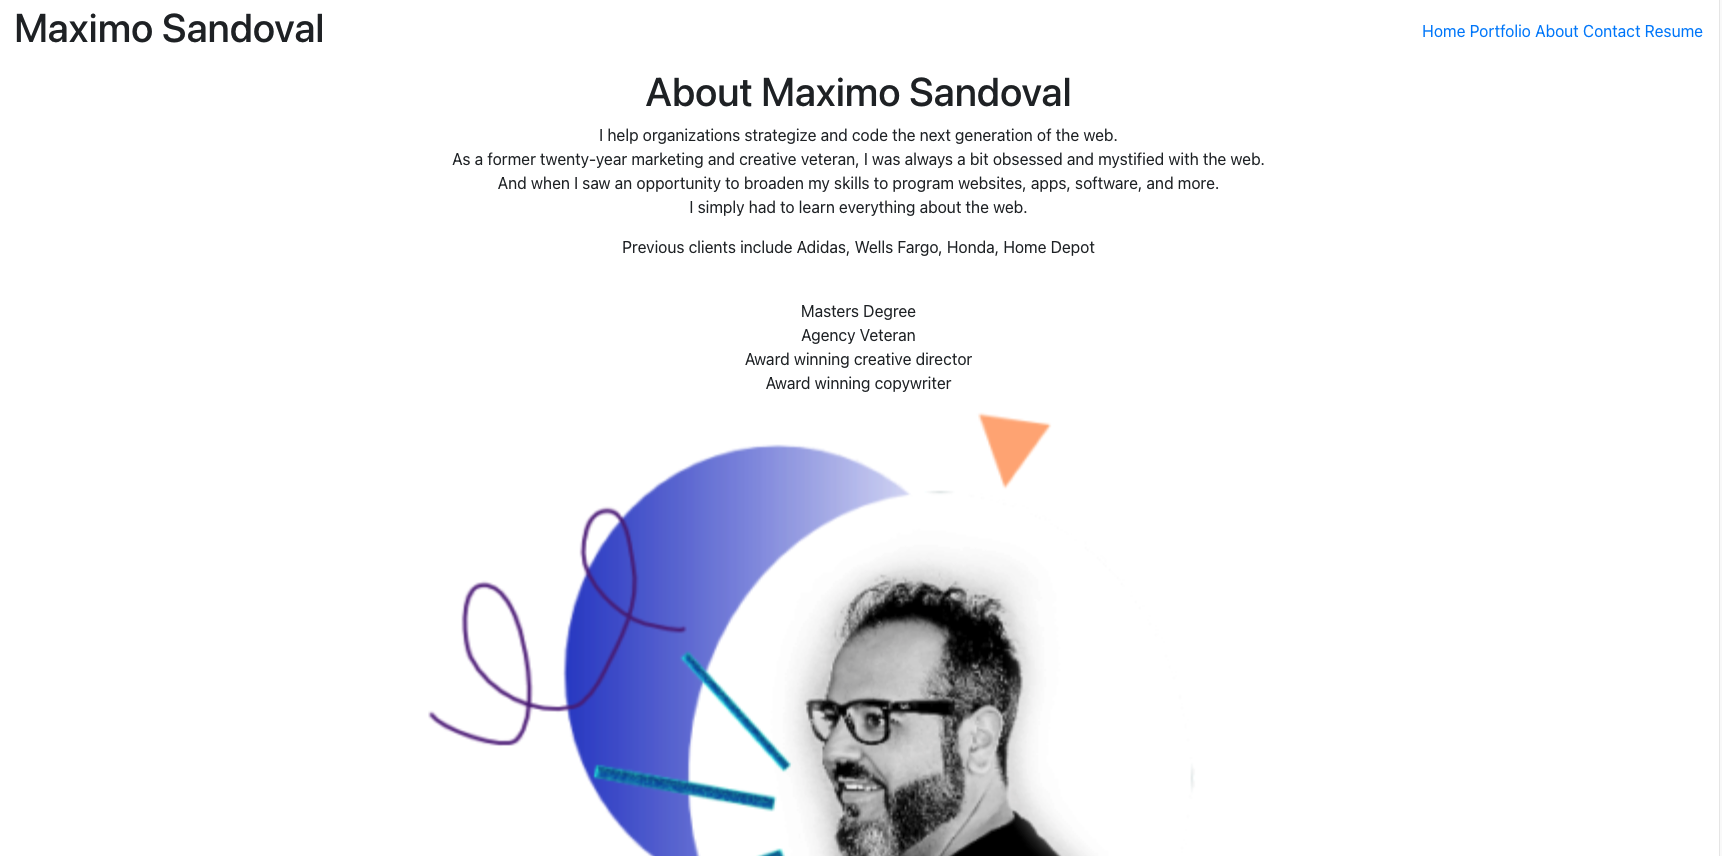 Maximo Sandoval
Home Portfolio About Contact Resume
About Maximo Sandoval
I help organizations strategize and code the next generation of the web.
As a former twenty-year marketing and creative veteran, I was always a bit obsessed and mystified with the web.
And when I saw an opportunity to broaden my skills to program websites, apps, software, and more.
I simply had to learn everything about the web.
Previous clients include Adidas, Wells Fargo, Honda, Home Depot
Masters Degree
Agency Veteran
Award winning creative director
Award winning copywriter